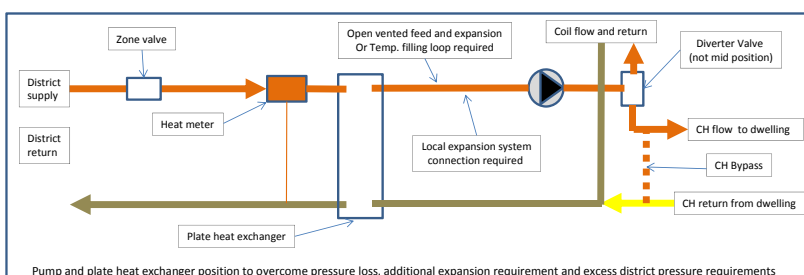 Zone valve
Open vented feed and expansion
Or Temp. filling loop required
Coil flow and return
Diverter Valve
(not mid position)
District
supply
Heat meter
District
return
Local expansion system
connection required
CH flow  to dwelling
CH Bypass
CH return from dwelling
Plate heat exchanger
Pump and plate heat exchanger position to overcome pressure loss, additional expansion requirement and excess district pressure requirements